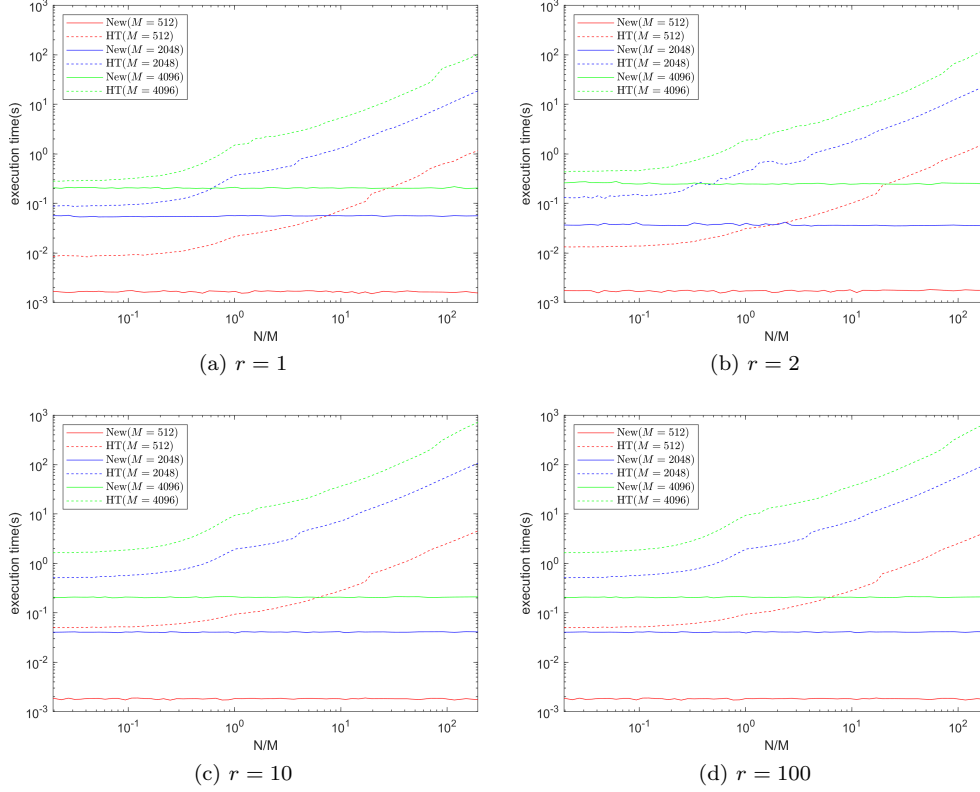 10^3
10^2
10^1
10^0
10^-1
10^-2
10^-3
execution time(s)
New(M = 512)
HT(M = 512)
New(M = 2048)
HT(M = 2048)
New(M = 4096)
HT(M = 4096)
10^-1
10^0
10^1
10^2
N/M
(a) r = 1
10^3
10^2
10^1
10^0
10^-1
10^-2
10^-3
execution time(s)
New(M = 512)
HT(M = 512)
New(M = 2048)
HT(M = 2048)
New(M = 4096)
HT(M = 4096)
10^-1
10^0
10^1
10^2
N/M
(b) r = 2
10^3
10^2
10^1
10^0
10^-1
10^-2
10^-3
execution time(s)
New(M = 512)
HT(M = 512)
New(M = 2048)
HT(M = 2048)
New(M = 4096)
HT(M = 4096)
10^-1
10^0
10^1
10^2
N/M
(c) r = 10
10^3
10^2
10^1
10^0
10^-1
10^-2
10^-3
execution time(s)
New(M = 512)
HT(M = 512)
New(M = 2048)
HT(M = 2048)
New(M = 4096)
HT(M = 4096)
10^-1
10^0
10^1
10^2
N/M
(d) r = 100